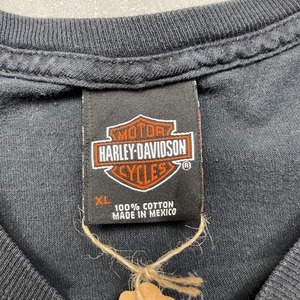 MOTOR
HARLEY-DAVIDSON
CYCLES
®
XL
100% COTTON
MADE IN MEXICO